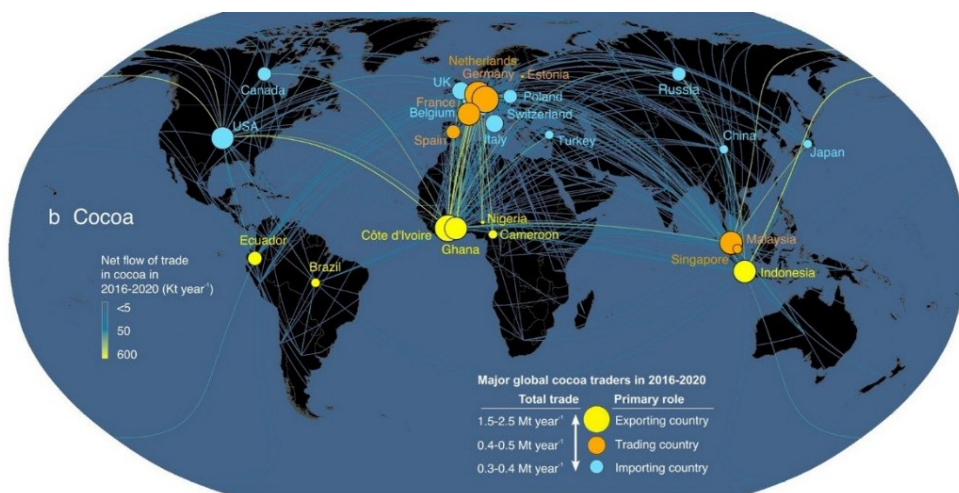 Netherlands
UK
Germany
Estonia
Canada
Russia
France
Poland
Belgium
Switzerland
USA
Spain
Italy
Turkey
China
Japan
b Cocoa
Nigeria
Côte d'Ivoire
Cameroon
Ghana
Ecuador
Brazil
Malaysia
Singapore
Indonesia
Net flow of trade
in cocoa in
2016-2020 (Kt year⁻¹)
<5
50
600
Major global cocoa traders in 2016-2020
Total trade Primary role
1.5-2.5 Mt year⁻¹ Exporting country
0.4-0.5 Mt year⁻¹ Trading country
0.3-0.4 Mt year⁻¹ Importing country